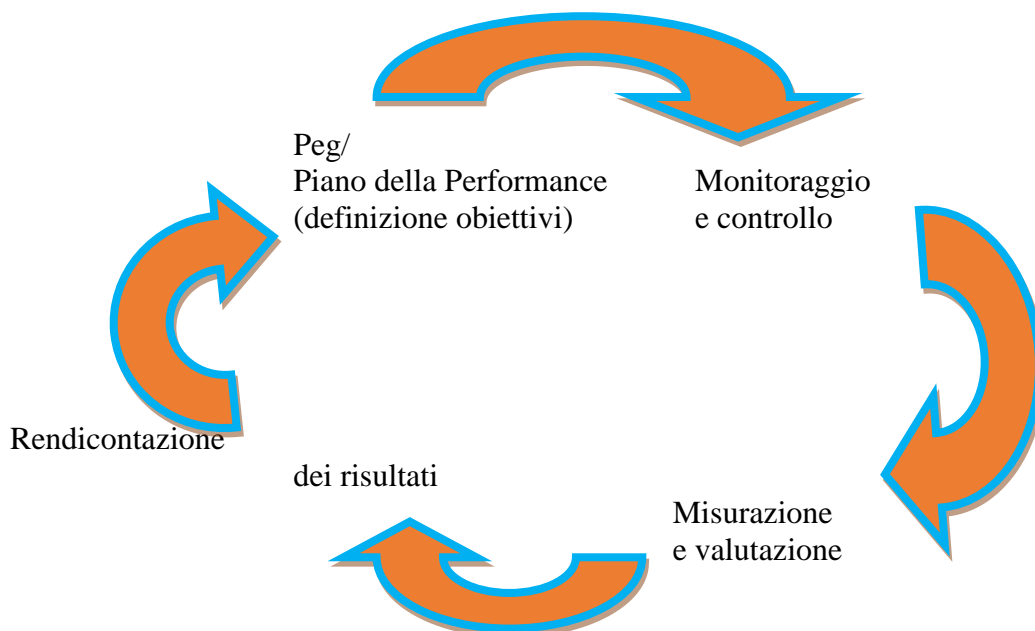 Peg/
Piano della Performance
(definizione obiettivi)
Monitoraggio
e controllo
Rendicontazione
dei risultati
Misurazione
e valutazione